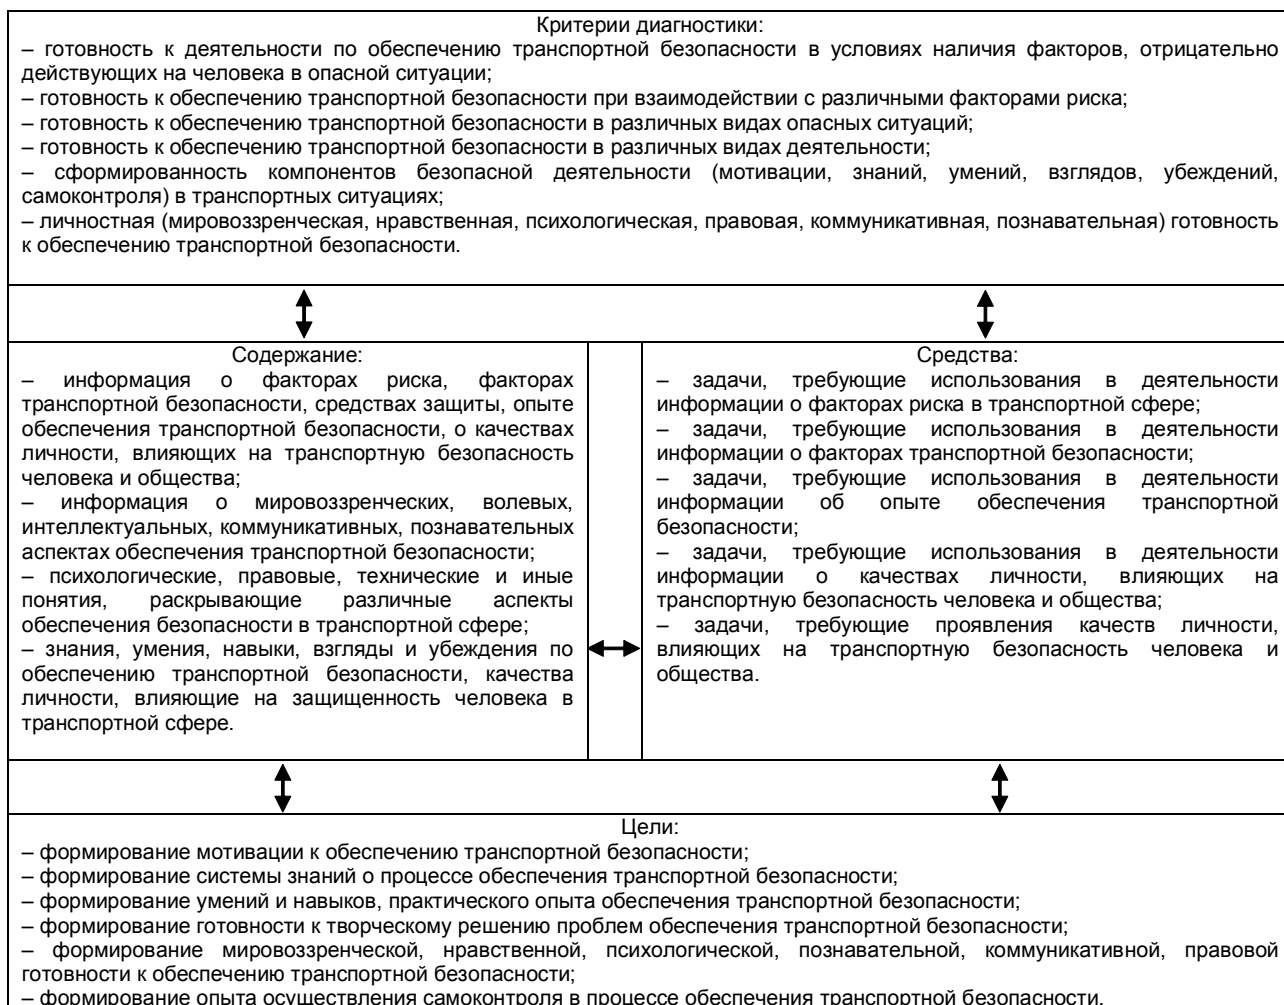 Критерии диагностики:
– готовность к деятельности по обеспечению транспортной безопасности в условиях наличия факторов, отрицательно
действующих на человека в опасной ситуации;
– готовность к обеспечению транспортной безопасности при взаимодействии с различными факторами риска;
– готовность к обеспечению транспортной безопасности в различных видах опасных ситуаций;
– готовность к обеспечению транспортной безопасности в различных видах деятельности;
– сформированность компонентов безопасной деятельности (мотивации, знаний, умений, взглядов, убеждений,
самоконтроля) в транспортных ситуациях;
– личностная (мировоззренческая, нравственная, психологическая, правовая, коммуникативная, познавательная) готовность
к обеспечению транспортной безопасности.
Содержание:
– информация о факторах риска, факторах
транспортной безопасности, средствах защиты, опыте
обеспечения транспортной безопасности, о качествах
личности, влияющих на транспортную безопасность
человека и общества;
– информация о мировоззренческих, волевых,
интеллектуальных, коммуникативных, познавательных
аспектах обеспечения транспортной безопасности;
– психологические, правовые, технические и иные
понятия, раскрывающие различные аспекты
обеспечения безопасности в транспортной сфере;
– знания, умения, навыки, взгляды и убеждения по
обеспечению транспортной безопасности, качества
личности, влияющие на защищенность человека в
транспортной сфере.
Средства:
– задачи, требующие использования в деятельности
информации о факторах риска в транспортной сфере;
– задачи, требующие использования в деятельности
информации о факторах транспортной безопасности;
– задачи, требующие использования в деятельности
информации об опыте обеспечения транспортной
безопасности;
– задачи, требующие использования в деятельности
информации о качествах личности, влияющих на
транспортную безопасность человека и общества;
– задачи, требующие проявления качеств личности,
влияющих на транспортную безопасность человека и
общества.
Цели:
– формирование мотивации к обеспечению транспортной безопасности;
– формирование системы знаний о процессе обеспечения транспортной безопасности;
– формирование умений и навыков, практического опыта обеспечения транспортной безопасности;
– формирование готовности к творческому решению проблем обеспечения транспортной безопасности;
– формирование мировоззренческой, нравственной, психологической, познавательной, коммуникативной, правовой
готовности к обеспечению транспортной безопасности;
– формирование опыта осуществления самоконтроля в процессе обеспечения транспортной безопасности.